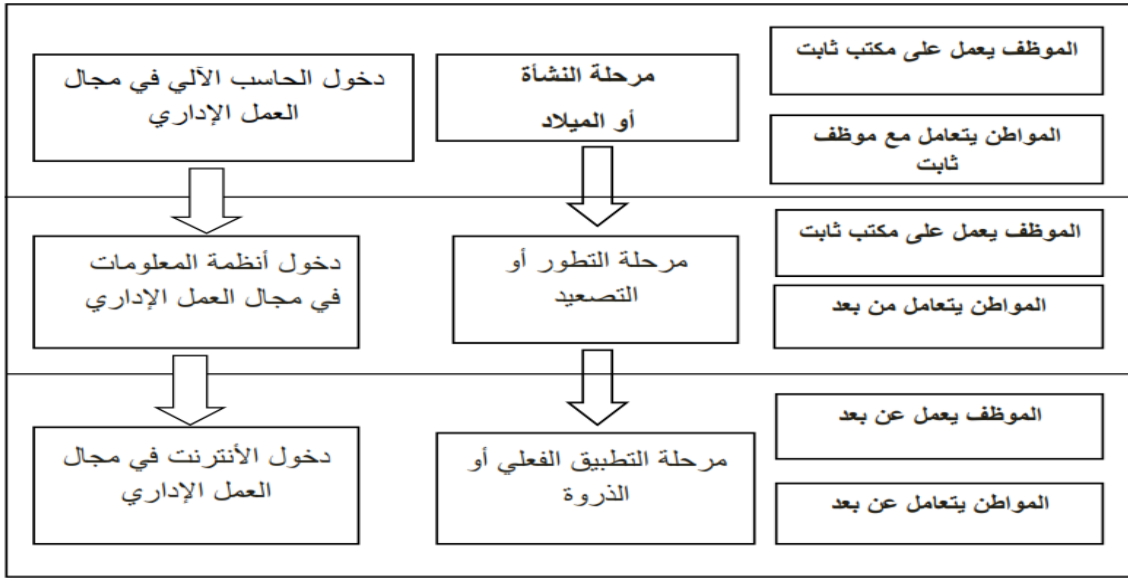 الموظف يعمل على مكتب ثابت
المواطن يتعامل مع موظف
ثابت
مرحلة النشأة
أو الميلاد
دخول الحاسب الآلي في مجال
العمل الإداري
الموظف يعمل على مكتب ثابت
المواطن يتعامل من بعد
مرحلة التطور أو
التصعيد
دخول أنظمة المعلومات
في مجال العمل الإداري
الموظف يعمل عن بعد
المواطن يتعامل عن بعد
مرحلة التطبيق الفعلي أو
الذروة
دخول الأنترنت في مجال
العمل الإداري